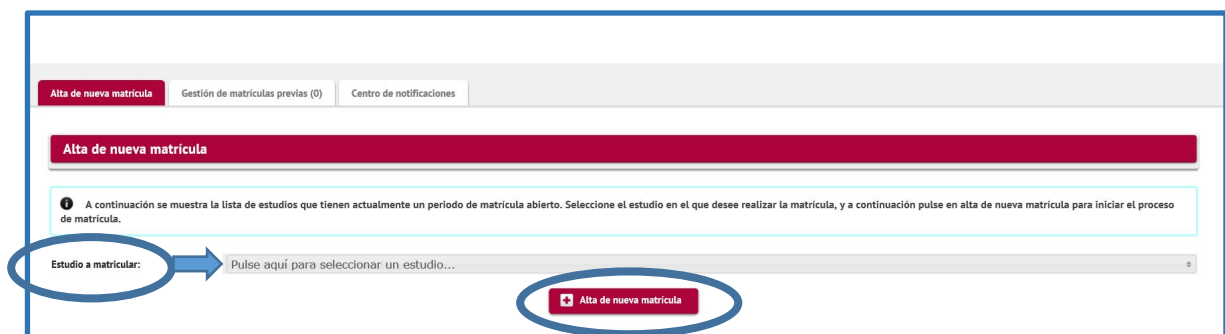 Alta de nueva matrícula
Gestión de matrículas previas (0)
Centro de notificaciones
Alta de nueva matrícula
A continuación se muestra la lista de estudios que tienen actualmente un periodo de matrícula abierto. Seleccione el estudio en el que desee realizar la matrícula, y a continuación pulse en alta de nueva matrícula para iniciar el proceso
de matrícula.
Estudio a matricular:
Pulse aquí para seleccionar un estudio...
Alta de nueva matrícula